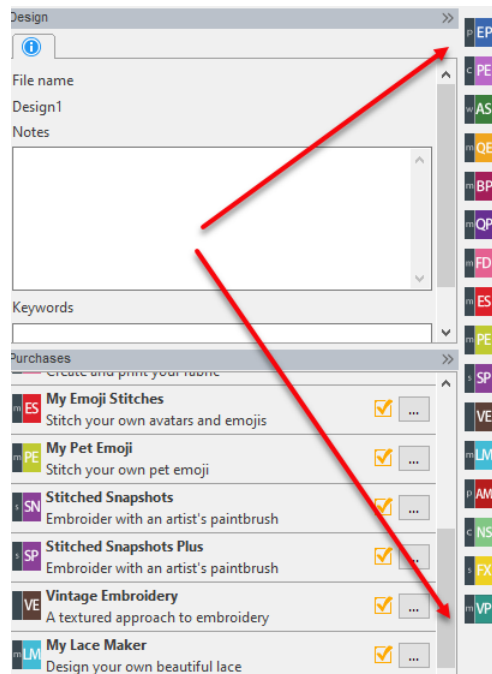 Design
File name
Design1
Notes
Keywords
Purchases
Create and print your fabric
m ES My Emoji Stitches
Stitch your own avatars and emojis
...
m PE My Pet Emoji
Stitch your own pet emoji
...
s SN Stitched Snapshots
Embroider with an artist's paintbrush
...
s SP Stitched Snapshots Plus
Embroider with an artist's paintbrush
...
VE Vintage Embroidery
A textured approach to embroidery
...
m LM My Lace Maker
Design your own beautiful lace
...
p EP
c PE
w AS
m QE
m BP
m QP
m FD
m ES
m PE
s SP
VE
m LM
p AM
c NS
s FX
m VP